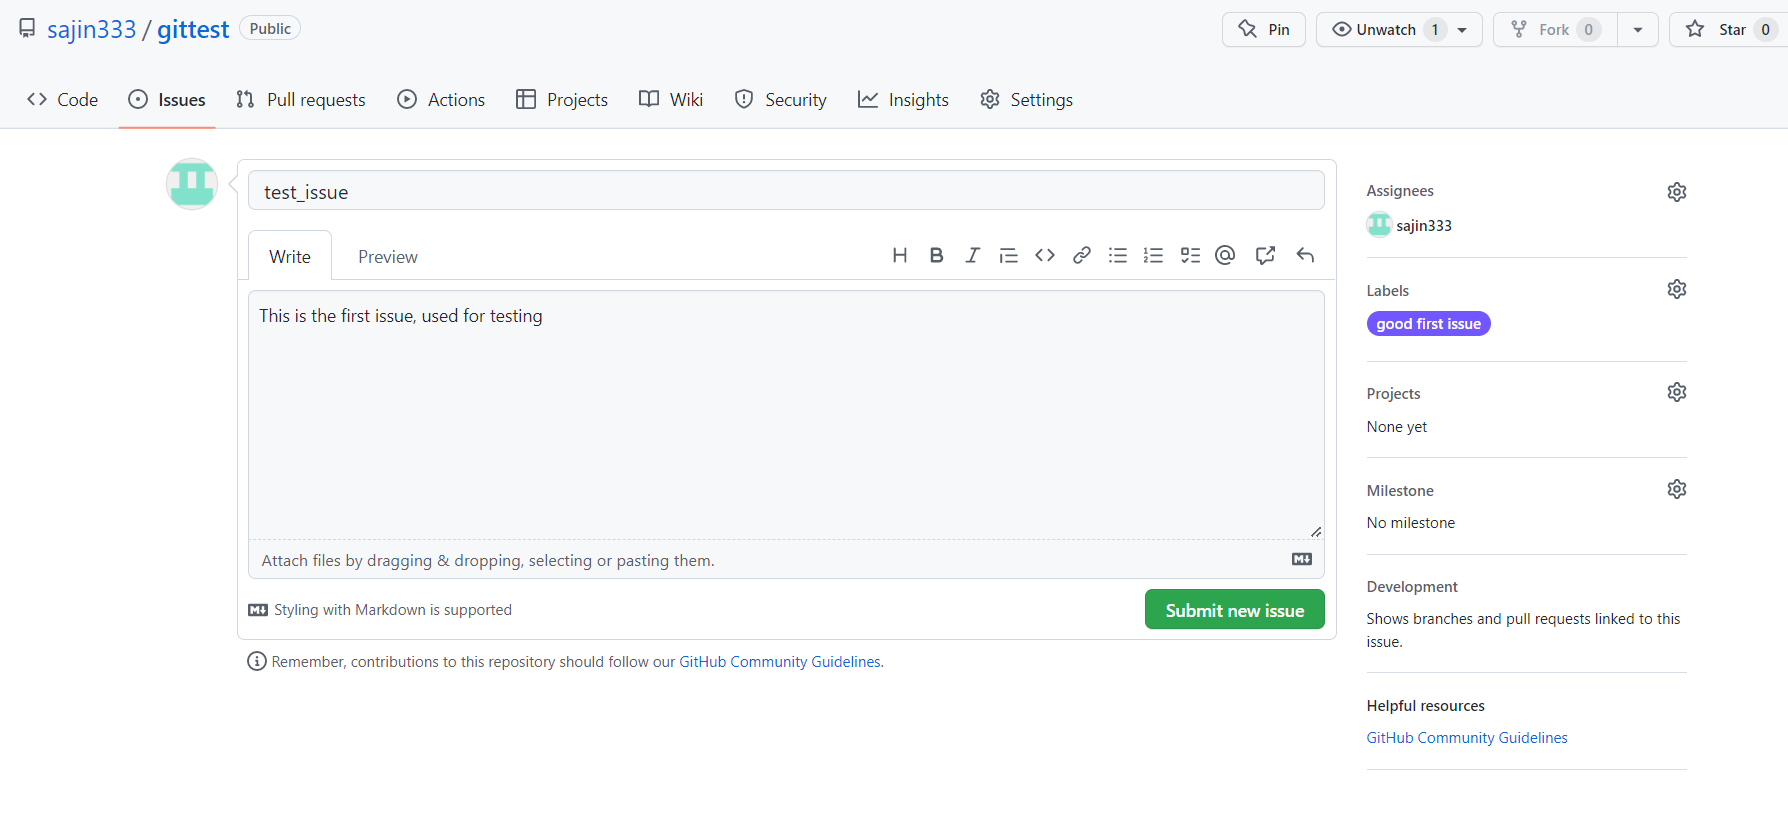 sajin333 / gittest Public
Pin Unwatch 1 Fork 0 Star 0
Code Issues Pull requests Actions Projects Wiki Security Insights Settings
test_issue
Write Preview
This is the first issue, used for testing
Attach files by dragging & dropping, selecting or pasting them.
Styling with Markdown is supported
Submit new issue
Remember, contributions to this repository should follow our GitHub Community Guidelines.
Assignees
sajin333
Labels
good first issue
Projects
None yet
Milestone
No milestone
Development
Shows branches and pull requests linked to this
issue.
Helpful resources
GitHub Community Guidelines